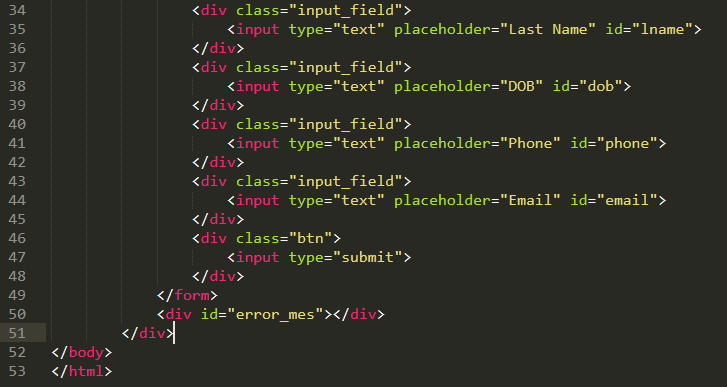 34 <div class="input_field">
35 <input type="text" placeholder="Last Name" id="lname">
36 </div>
37 <div class="input_field">
38 <input type="text" placeholder="DOB" id="dob">
39 </div>
40 <div class="input_field">
41 <input type="text" placeholder="Phone" id="phone">
42 </div>
43 <div class="input_field">
44 <input type="text" placeholder="Email" id="email">
45 </div>
46 <div class="btn">
47 <input type="submit">
48 </div>
49 </form>
50 <div id="error_mes"></div>
51 </div>
52 </body>
53 </html>